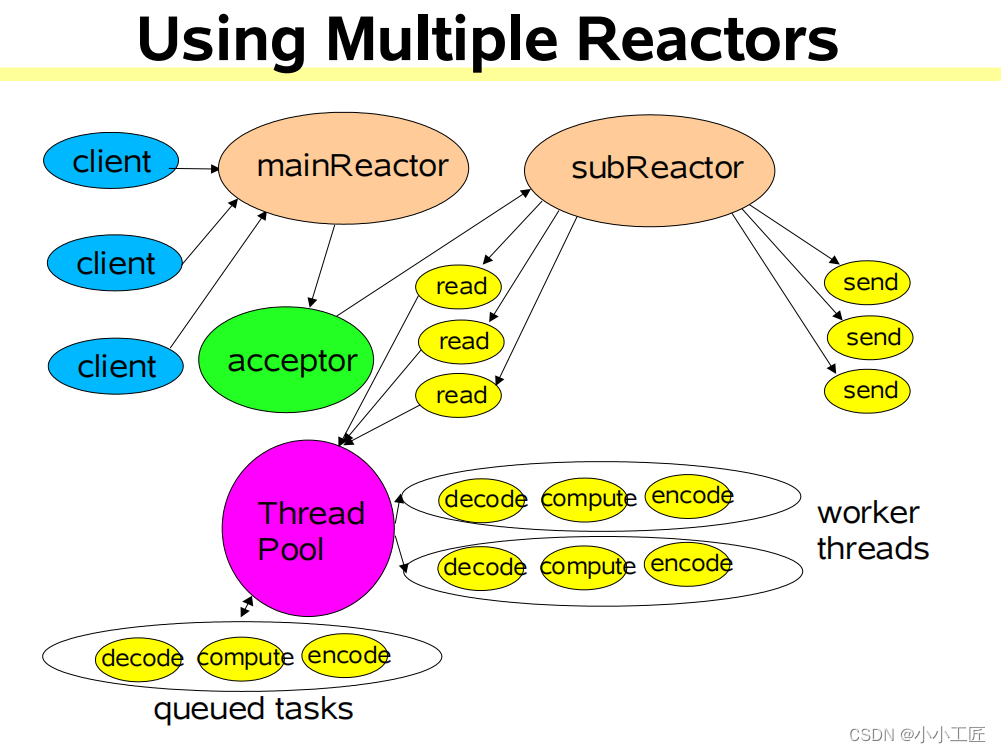 Using Multiple Reactors
client
mainReactor
subReactor
client
client
acceptor
read
read
read
send
send
send
Thread
Pool
decode compute encode
decode compute encode
worker
threads
decode compute encode
queued tasks
CSDN @小小工匠